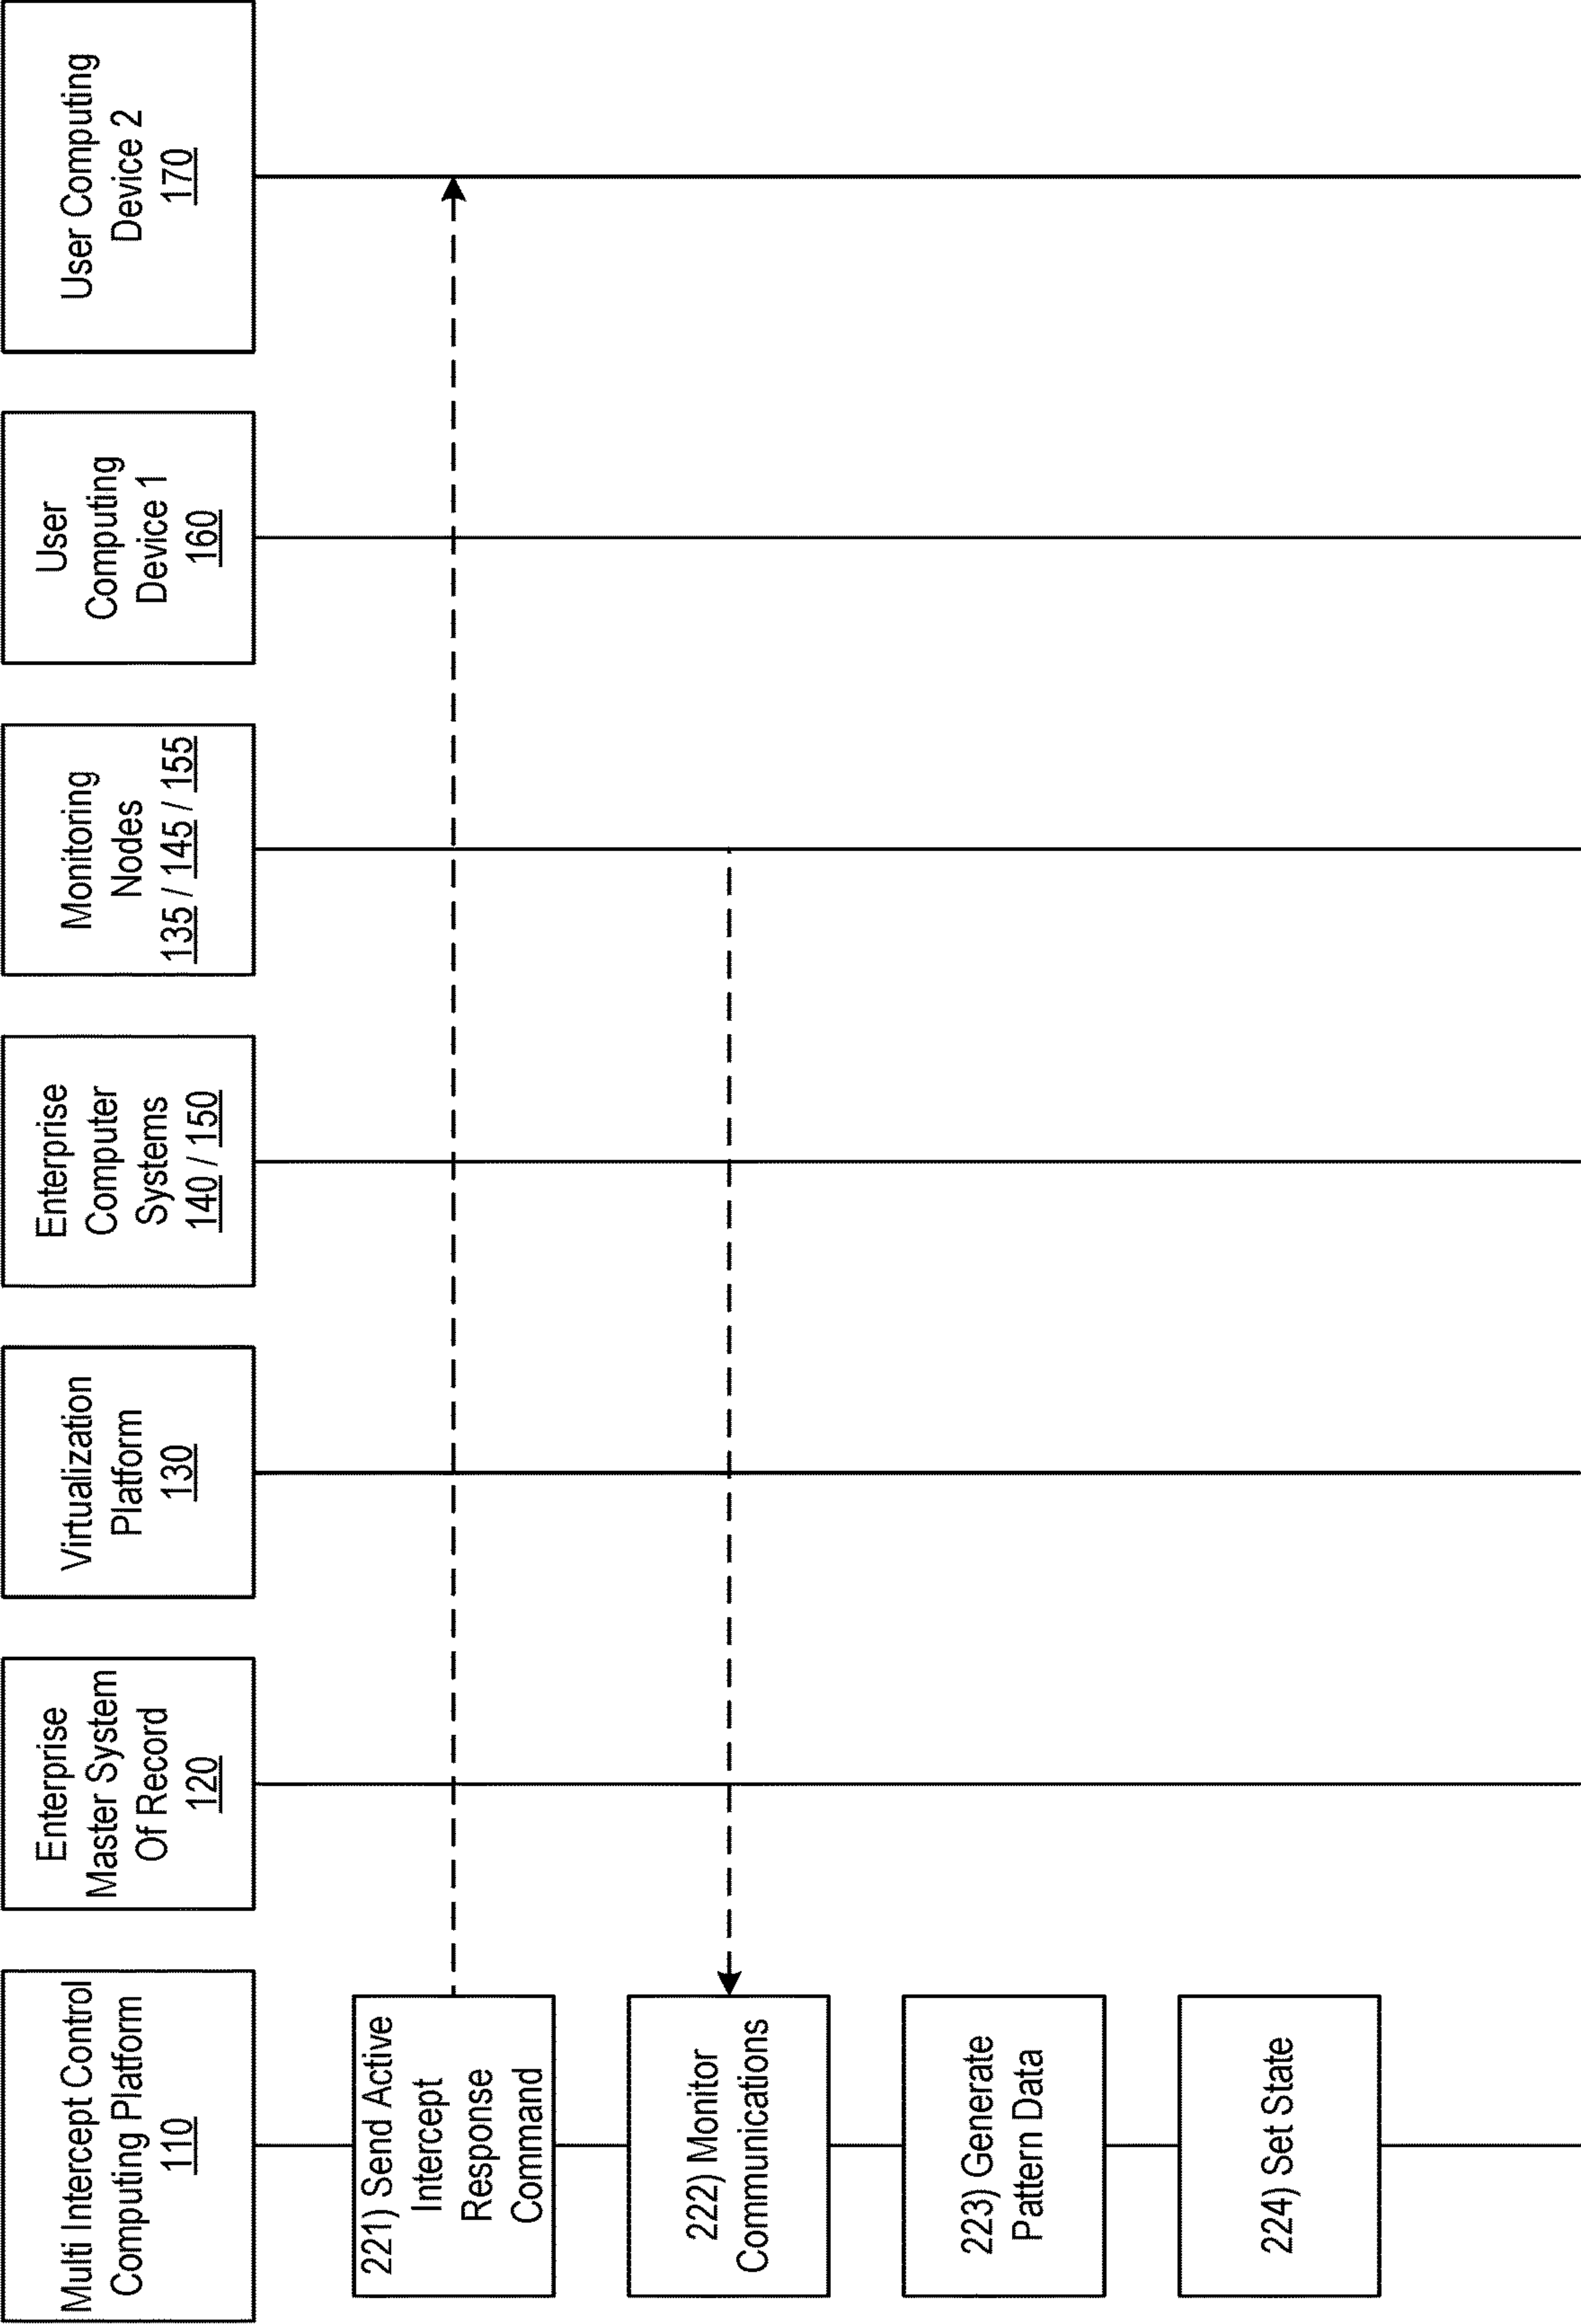 Multi Intercept Control
Computing Platform
110
Enterprise
Master System
Of Record
120
Virtualization
Platform
130
Enterprise
Computer
Systems
140 / 150
Monitoring
Nodes
135 / 145 / 155
User
Computing
Device 1
160
User Computing
Device 2
170
221) Send Active
Intercept
Response
Command
222) Monitor
Communications
223) Generate
Pattern Data
224) Set State